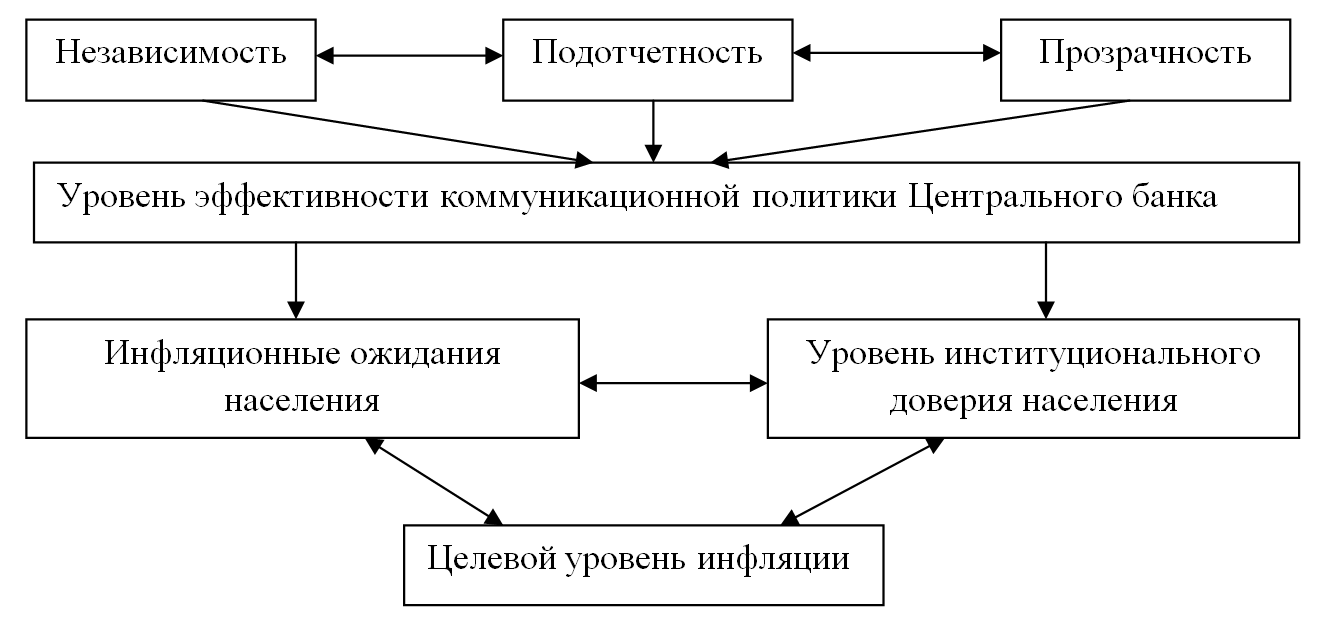 Независимость
Подотчетность
Прозрачность
Уровень эффективности коммуникационной политики Центрального банка
Инфляционные ожидания
населения
Уровень институционального
доверия населения
Целевой уровень инфляции